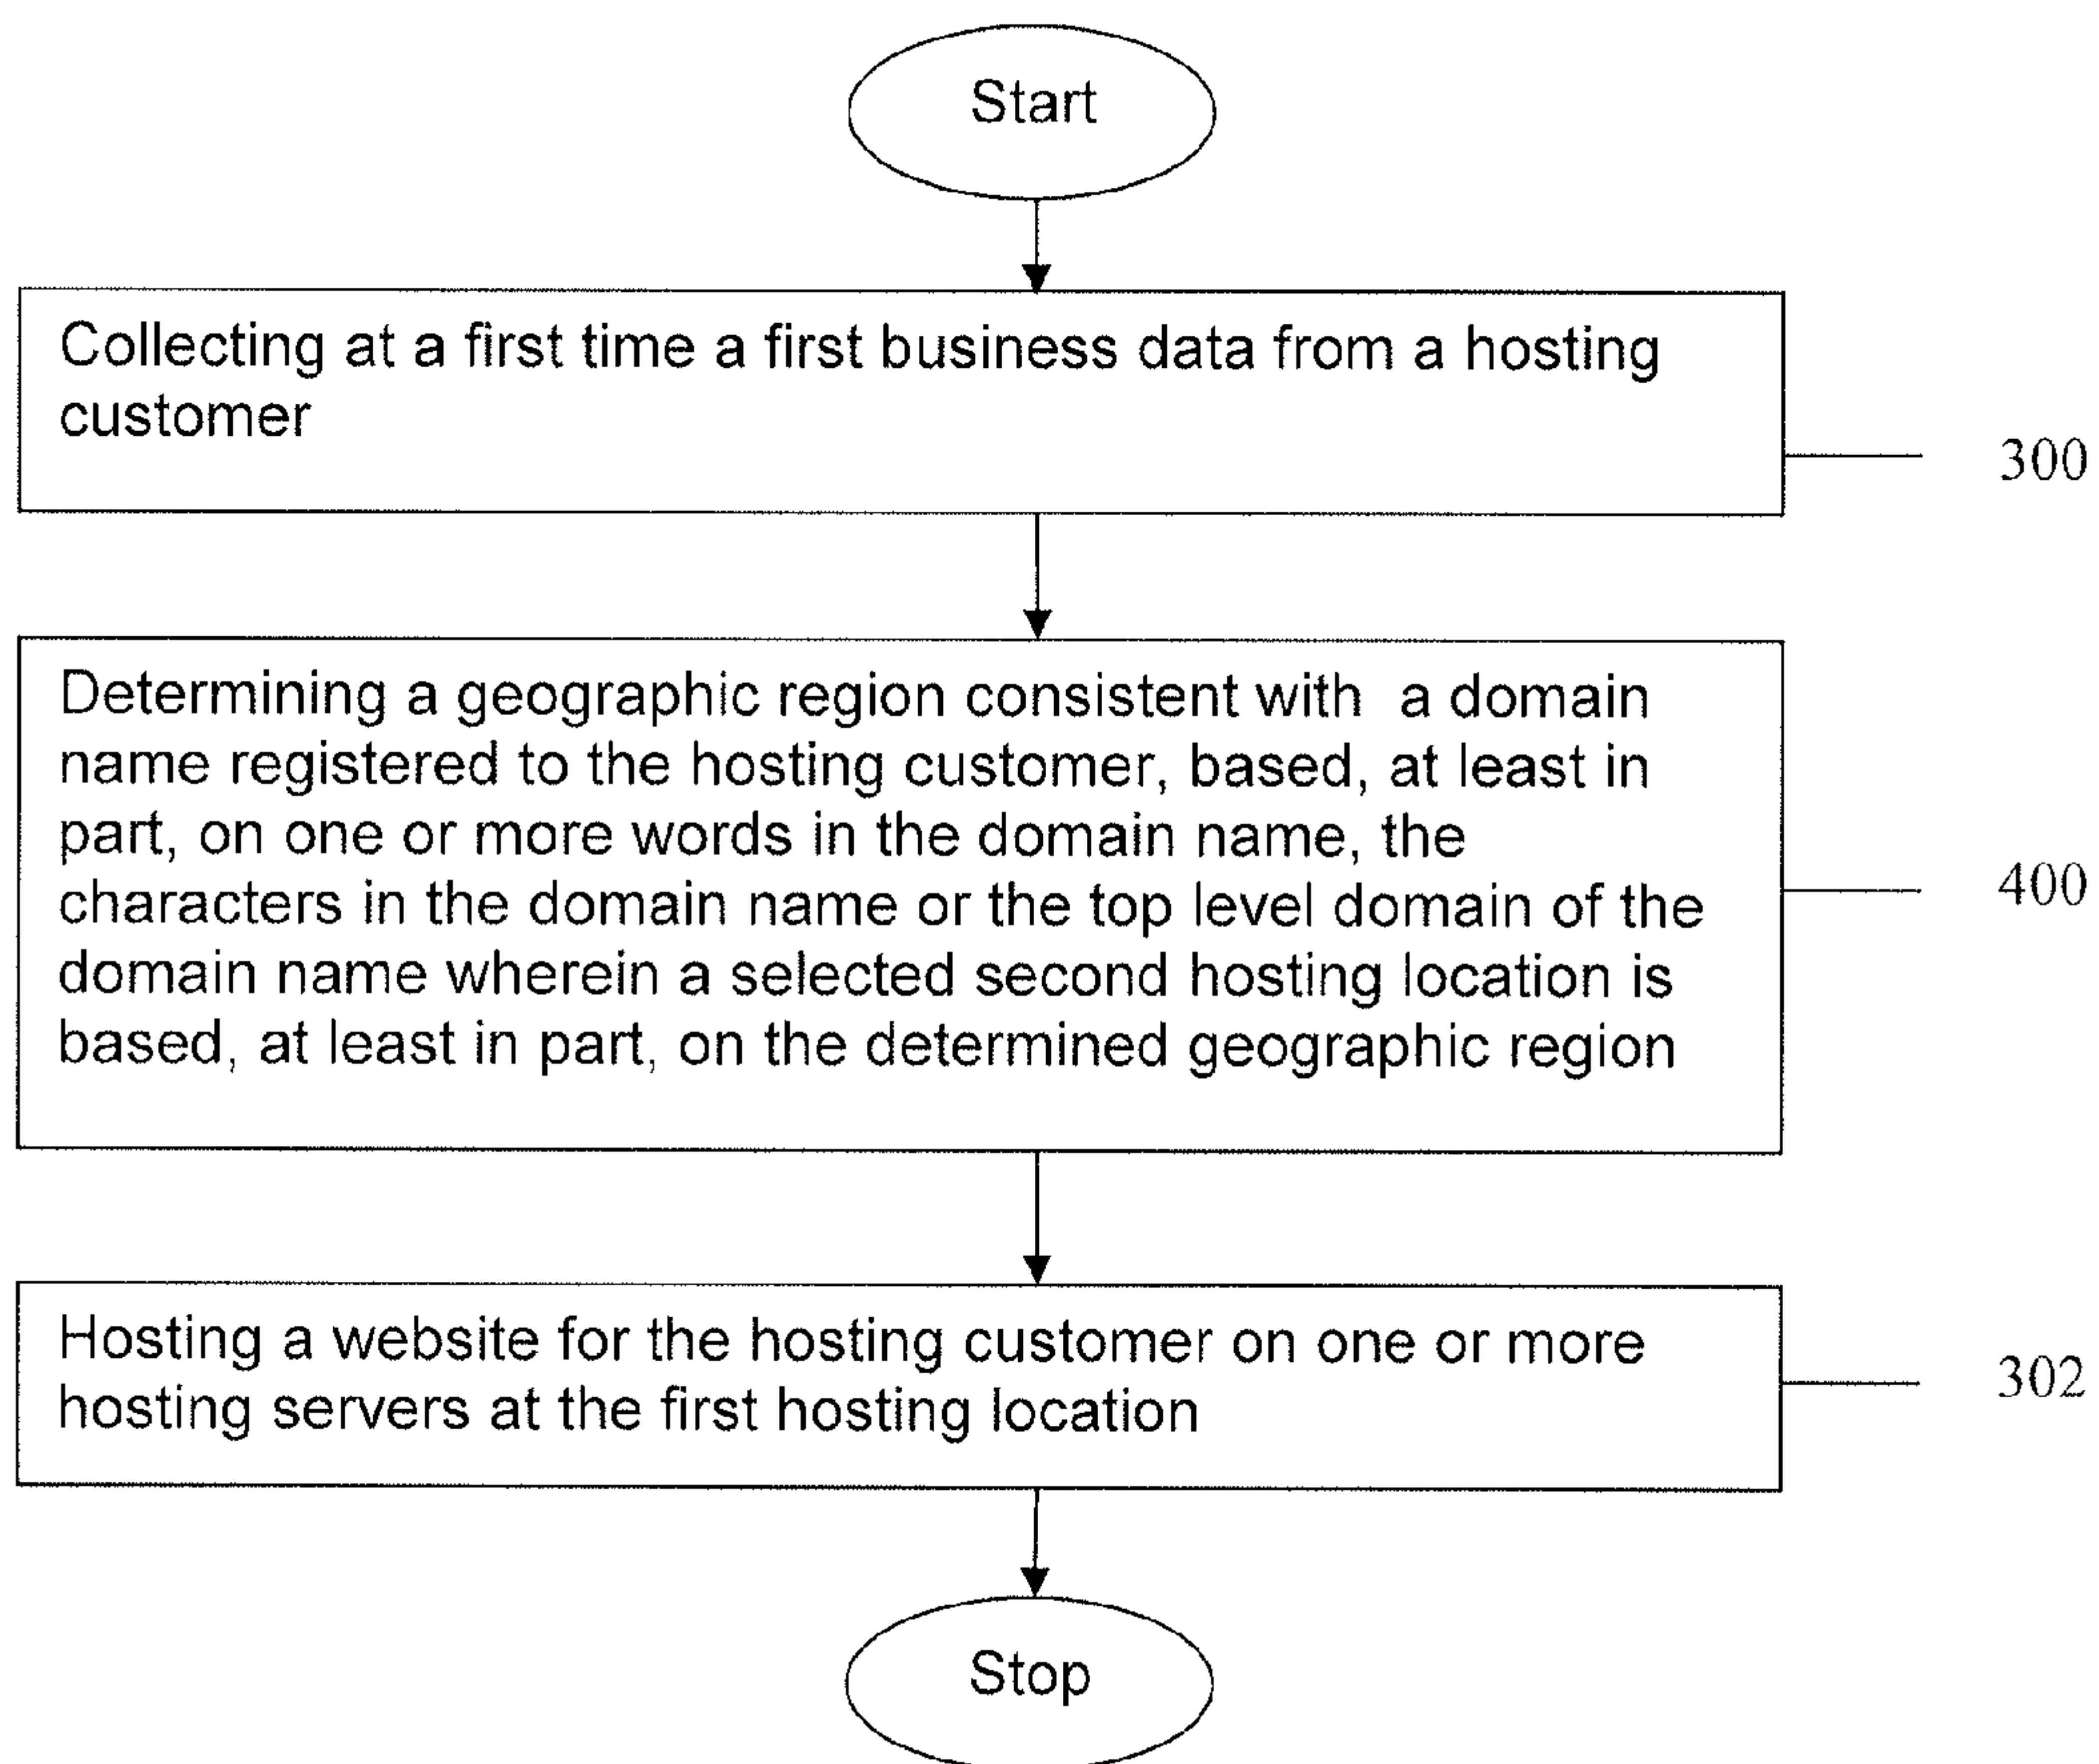 Start
Collecting at a first time a first business data from a hosting
customer
300
Determining a geographic region consistent with a domain
name registered to the hosting customer, based, at least in
part, on one or more words in the domain name, the
characters in the domain name or the top level domain of the
domain name wherein a selected second hosting location is
based, at least in part, on the determined geographic region
400
Hosting a website for the hosting customer on one or more
hosting servers at the first hosting location
302
Stop